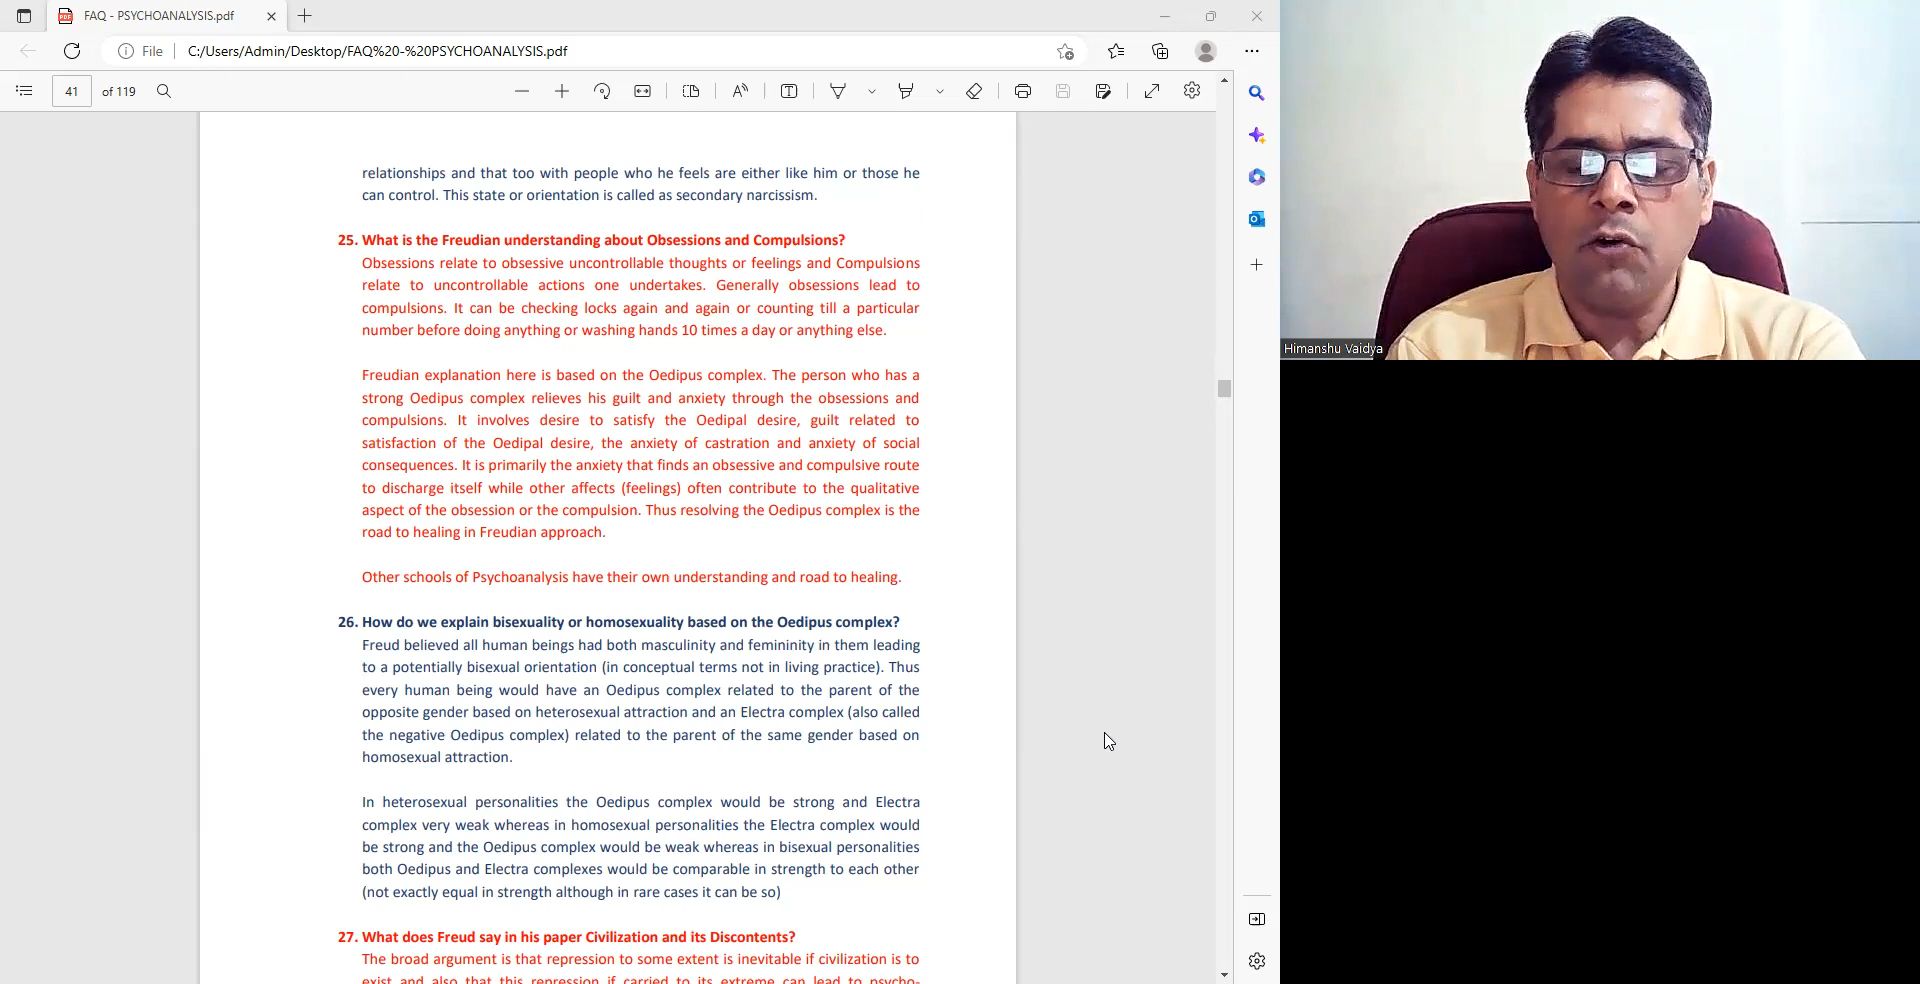 FAQ - PSYCHOANALYSIS.pdf
File
C:/Users/Admin/Desktop/FAQ%20-%20PSYCHOANALYSIS.pdf
41
of 119
relationships and that too with people who he feels are either like him or those he
can control. This state or orientation is called as secondary narcissism.
25. What is the Freudian understanding about Obsessions and Compulsions?
Obsessions relate to obsessive uncontrollable thoughts or feelings and Compulsions
relate to uncontrollable actions one undertakes. Generally obsessions lead to
compulsions. It can be checking locks again and again or counting till a particular
number before doing anything or washing hands 10 times a day or anything else.
Freudian explanation here is based on the Oedipus complex. The person who has a
strong Oedipus complex relieves his guilt and anxiety through the obsessions and
compulsions. It involves desire to satisfy the Oedipal desire, guilt related to
satisfaction of the Oedipal desire, the anxiety of castration and anxiety of social
consequences. It is primarily the anxiety that finds an obsessive and compulsive route
to discharge itself while other affects (feelings) often contribute to the qualitative
aspect of the obsession or the compulsion. Thus resolving the Oedipus complex is the
road to healing in Freudian approach.
Other schools of Psychoanalysis have their own understanding and road to healing.
26. How do we explain bisexuality or homosexuality based on the Oedipus complex?
Freud believed all human beings had both masculinity and femininity in them leading
to a potentially bisexual orientation (in conceptual terms not in living practice). Thus
every human being would have an Oedipus complex related to the parent of the
opposite gender based on heterosexual attraction and an Electra complex (also called
the negative Oedipus complex) related to the parent of the same gender based on
homosexual attraction.
In heterosexual personalities the Oedipus complex would be strong and Electra
complex very weak whereas in homosexual personalities the Electra complex would
be strong and the Oedipus complex would be weak whereas in bisexual personalities
both Oedipus and Electra complexes would be comparable in strength to each other
(not exactly equal in strength although in rare cases it can be so)
27. What does Freud say in his paper Civilization and its Discontents?
The broad argument is that repression to some extent is inevitable if civilization is to
exist and also that this repression if carried to its extreme can lead to psycho-
Himanshu Vaidya